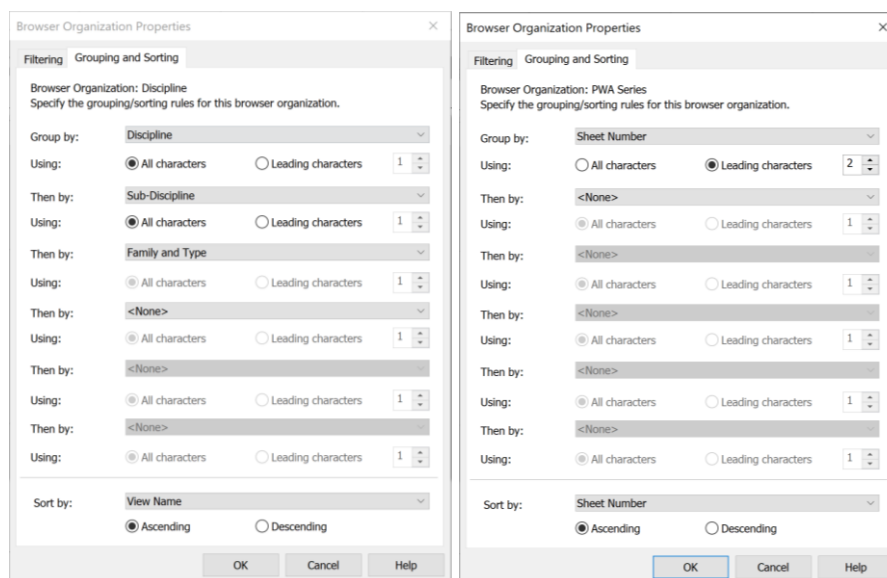 Browser Organization Properties
Filtering Grouping and Sorting
Browser Organization: Discipline
Specify the grouping/sorting rules for this browser organization.
Group by: Discipline
Using: All characters Leading characters 1
Then by: Sub-Discipline
Using: All characters Leading characters 1
Then by: Family and Type
Using: All characters Leading characters 1
Then by: <None>
Using: All characters Leading characters 1
Then by: <None>
Using: All characters Leading characters 1
Then by: <None>
Using: All characters Leading characters 1
Sort by: View Name
Ascending Descending
OK Cancel Help
Browser Organization Properties
Filtering Grouping and Sorting
Browser Organization: PWA Series
Specify the grouping/sorting rules for this browser organization.
Group by: Sheet Number
Using: All characters Leading characters 2
Then by: <None>
Using: All characters Leading characters 1
Then by: <None>
Using: All characters Leading characters 1
Then by: <None>
Using: All characters Leading characters 1
Then by: <None>
Using: All characters Leading characters 1
Then by: <None>
Using: All characters Leading characters 1
Sort by: Sheet Number
Ascending Descending
OK Cancel Help